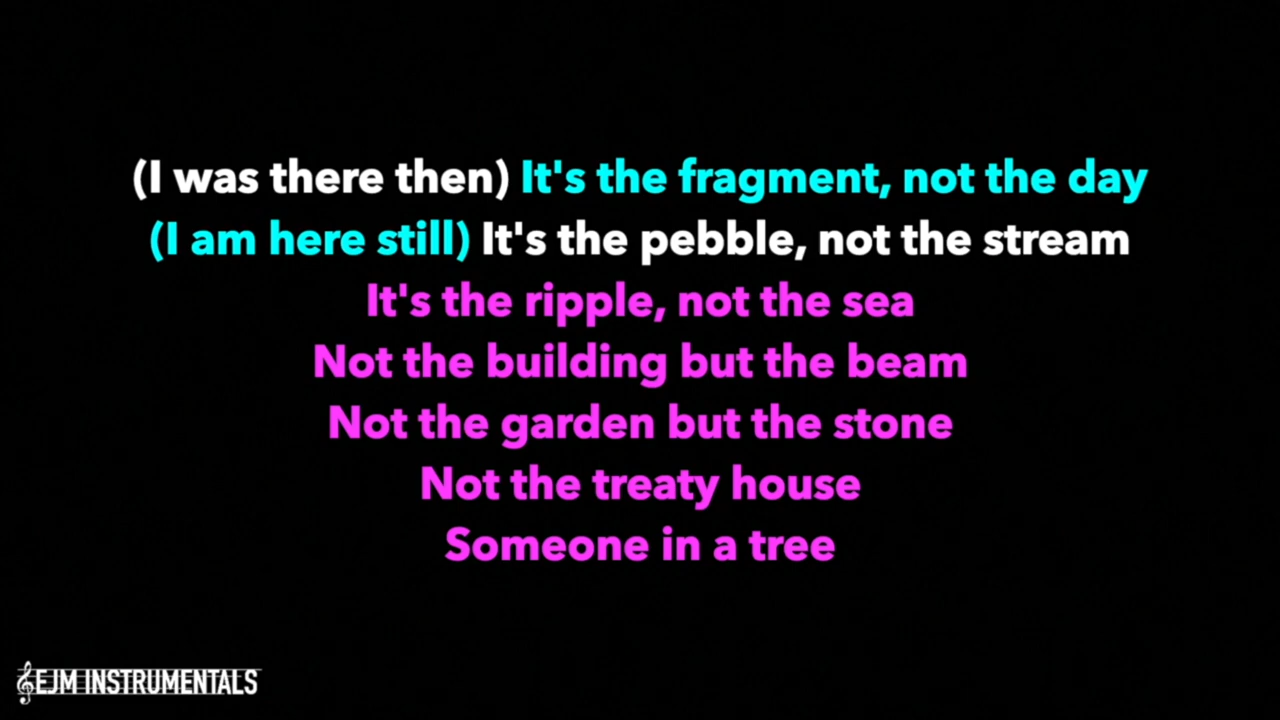 (I was there then) It's the fragment, not the day
(I am here still) It's the pebble, not the stream
It's the ripple, not the sea
Not the building but the beam
Not the garden but the stone
Not the treaty house
Someone in a tree
EJM INSTRUMENTALS